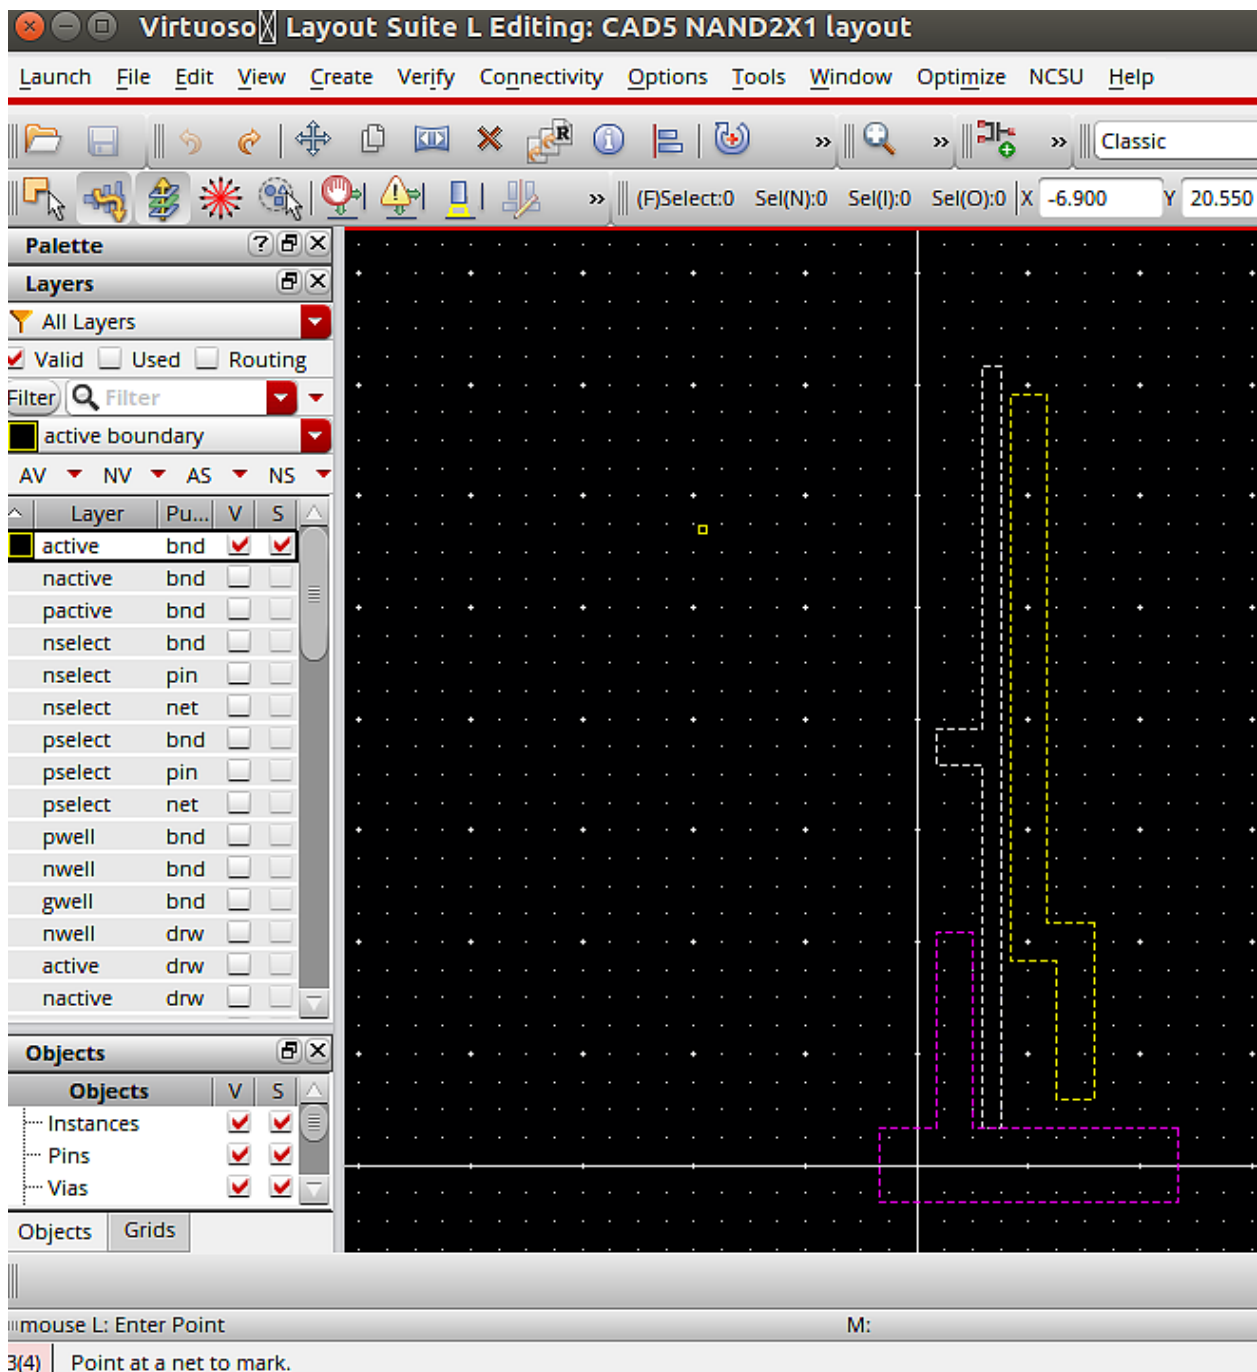 Virtuoso Layout Suite L Editing: CAD5 NAND2X1 layout
Launch File Edit View Create Verify Connectivity Options Tools Window Optimize NCSU Help
R » » » Classic
» (F)Select:0 Sel(N):0 Sel(I):0 Sel(O):0 X -6.900 Y 20.550
Palette ?
Layers
All Layers
Valid Used Routing
Filter Filter
active boundary
AV NV AS NS
Layer Pu... V S
active bnd
nactive bnd
pactive bnd
nselect bnd
nselect pin
nselect net
pselect bnd
pselect pin
pselect net
pwell bnd
nwell bnd
gwell bnd
nwell drw
active drw
nactive drw
Objects
Objects V S
Instances
Pins
Vias
Objects Grids
mouse L: Enter Point M:
3(4) Point at a net to mark.